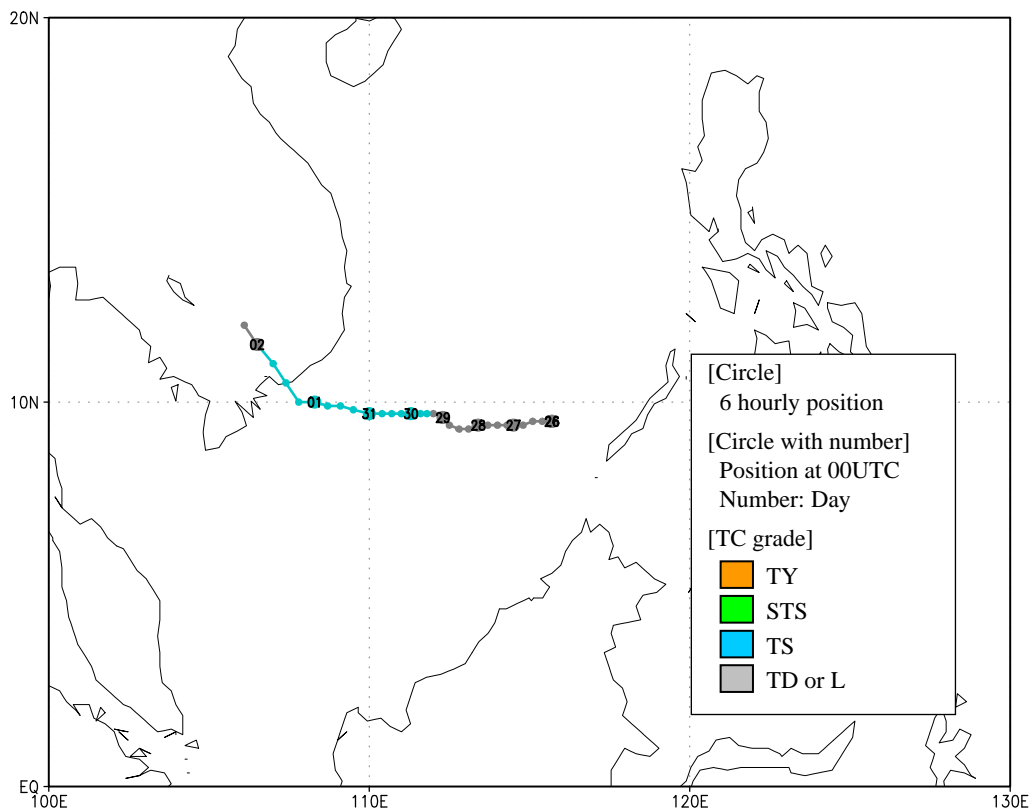 20N
02
10N
01
31
30
29
28
27
26
[Circle]
6 hourly position
[Circle with number]
Position at 00UTC
Number: Day
[TC grade]
TY
STS
TS
TD or L
EQ
100E
110E
120E
130E